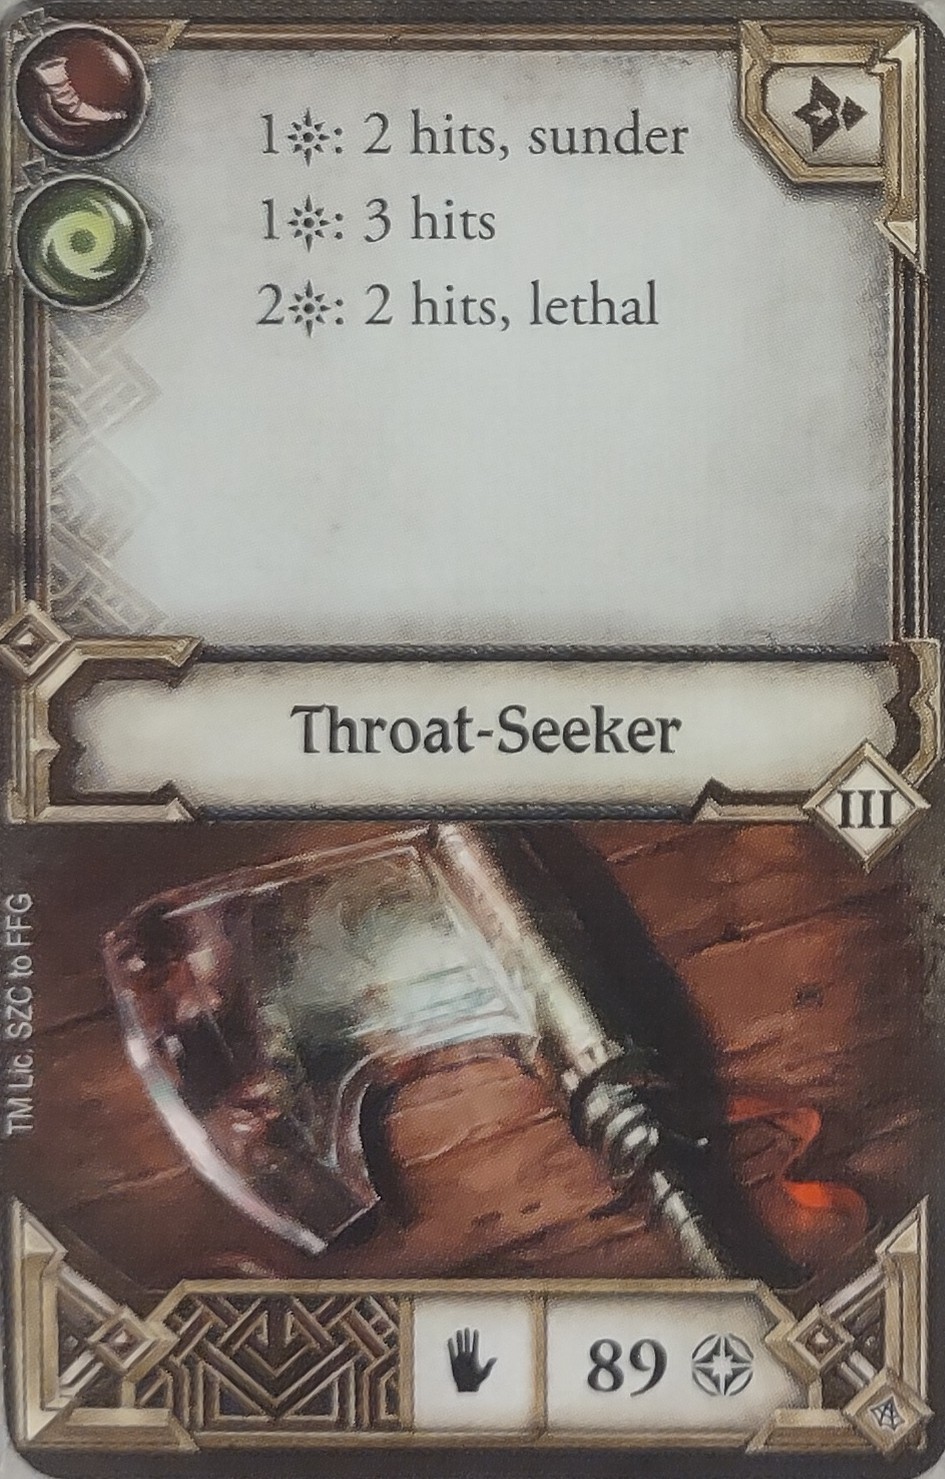 1✵: 2 hits, sunder
1✵: 3 hits
2✵: 2 hits, lethal
Throat-Seeker
III
TM Lic. SZC to FFG
89